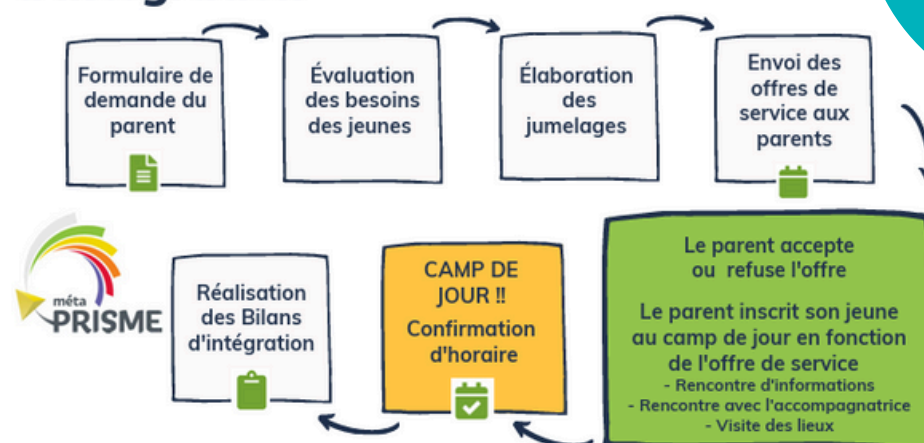 Formulaire de
demande du
parent
Évaluation
des besoins
des jeunes
Élaboration
des
jumelages
Envoi des
offres de
service aux
parents
Le parent accepte
ou refuse l'offre
Le parent inscrit son jeune
au camp de jour en fonction
de l'offre de service
- Rencontre d'informations
- Rencontre avec l'accompagnatrice
- Visite des lieux
CAMP DE
JOUR !!
Confirmation
d'horaire
Réalisation
des Bilans
d'intégration
méta
PRISME